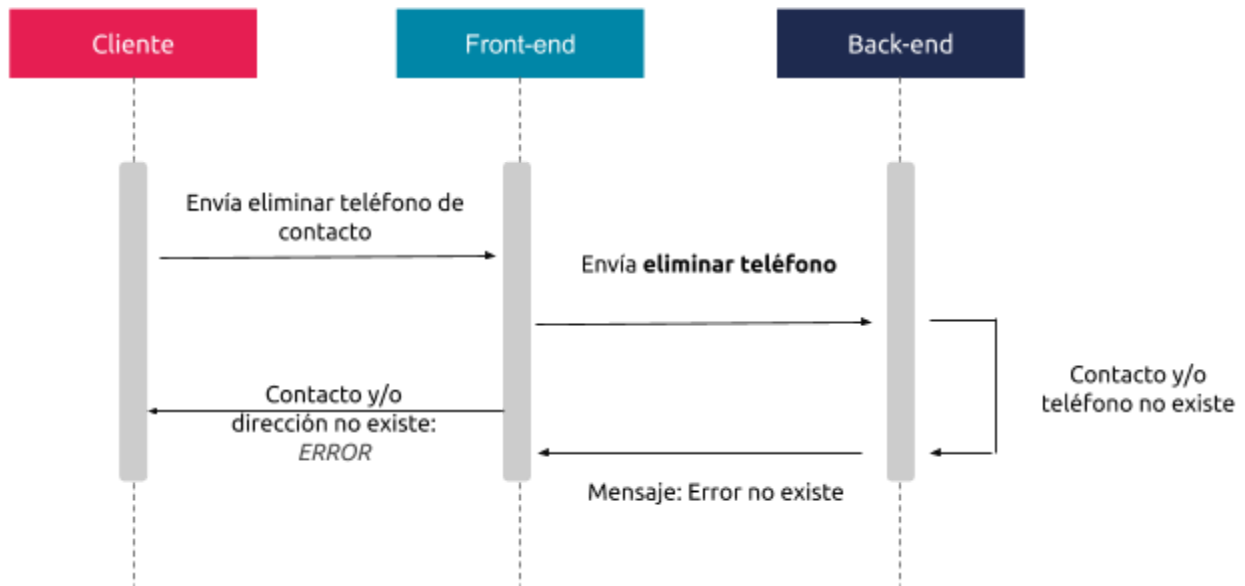 Cliente
Front-end
Back-end
Envía eliminar teléfono de
contacto
Envía eliminar teléfono
Contacto y/o
teléfono no existe
Contacto y/o
dirección no existe:
ERROR
Mensaje: Error no existe